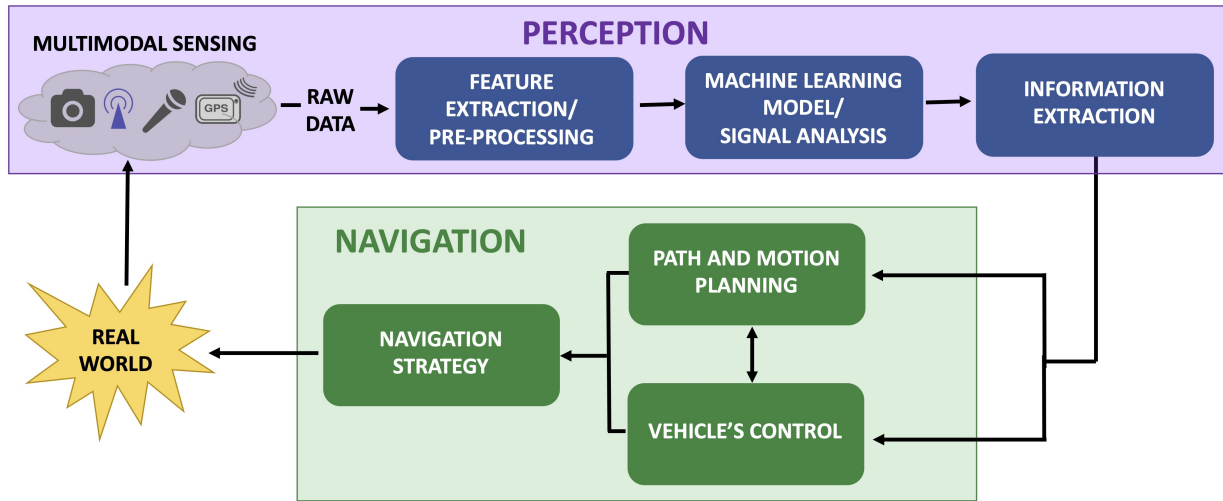 PERCEPTION
MULTIMODAL SENSING
GPS
RAW
DATA
FEATURE
EXTRACTION/
PRE-PROCESSING
MACHINE LEARNING
MODEL/
SIGNAL ANALYSIS
INFORMATION
EXTRACTION
NAVIGATION
PATH AND MOTION
PLANNING
NAVIGATION
STRATEGY
VEHICLE’S CONTROL
REAL
WORLD